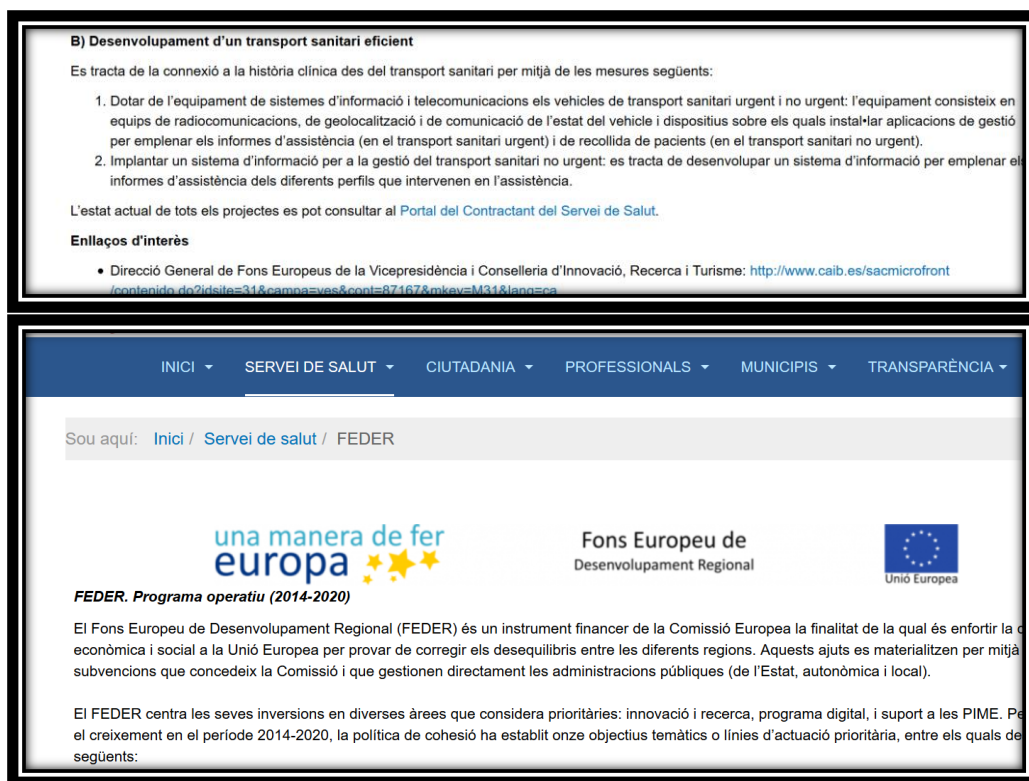 B) Desenvolupament d'un transport sanitari eficient
Es tracta de la connexió a la història clínica des del transport sanitari per mitjà de les mesures següents:
1. Dotar de l'equipament de sistemes d'informació i telecomunicacions els vehicles de transport sanitari urgent i no urgent: l'equipament consisteix en
equips de radiocomunicacions, de geolocalització i de comunicació de l'estat del vehicle i dispositius sobre els quals instal•lar aplicacions de gestió
per emplenar els informes d'assistència (en el transport sanitari urgent) i de recollida de pacients (en el transport sanitari no urgent).
2. Implantar un sistema d'informació per a la gestió del transport sanitari no urgent: es tracta de desenvolupar un sistema d'informació per emplenar els
informes d'assistència dels diferents perfils que intervenen en l'assistència.
L'estat actual de tots els projectes es pot consultar al Portal del Contractant del Servei de Salut.
Enllaços d'interès
• Direcció General de Fons Europeus de la Vicepresidència i Conselleria d'Innovació, Recerca i Turisme: http://www.caib.es/sacmicrofront
/contenido.do?idsite=31&campa=yes&cont=87167&mkey=M31&lang=ca
INICI SERVEI DE SALUT CIUTADANIA PROFESSIONALS MUNICIPIS TRANSPARÈNCIA
Sou aquí: Inici / Servei de salut / FEDER
una manera de fer
europa
Fons Europeu de
Desenvolupament Regional
Unió Europea
FEDER. Programa operatiu (2014-2020)
El Fons Europeu de Desenvolupament Regional (FEDER) és un instrument financer de la Comissió Europea la finalitat de la qual és enfortir la
econòmica i social a la Unió Europea per provar de corregir els desequilibris entre les diferents regions. Aquests ajuts es materialitzen per mitjà
subvencions que concedeix la Comissió i que gestionen directament les administracions públiques (de l'Estat, autonòmica i local).
El FEDER centra les seves inversions en diverses àrees que considera prioritàries: innovació i recerca, programa digital, i suport a les PIME.
el creixement en el període 2014-2020, la política de cohesió ha establit onze objectius temàtics o línies d'actuació prioritària, entre els quals
següents: